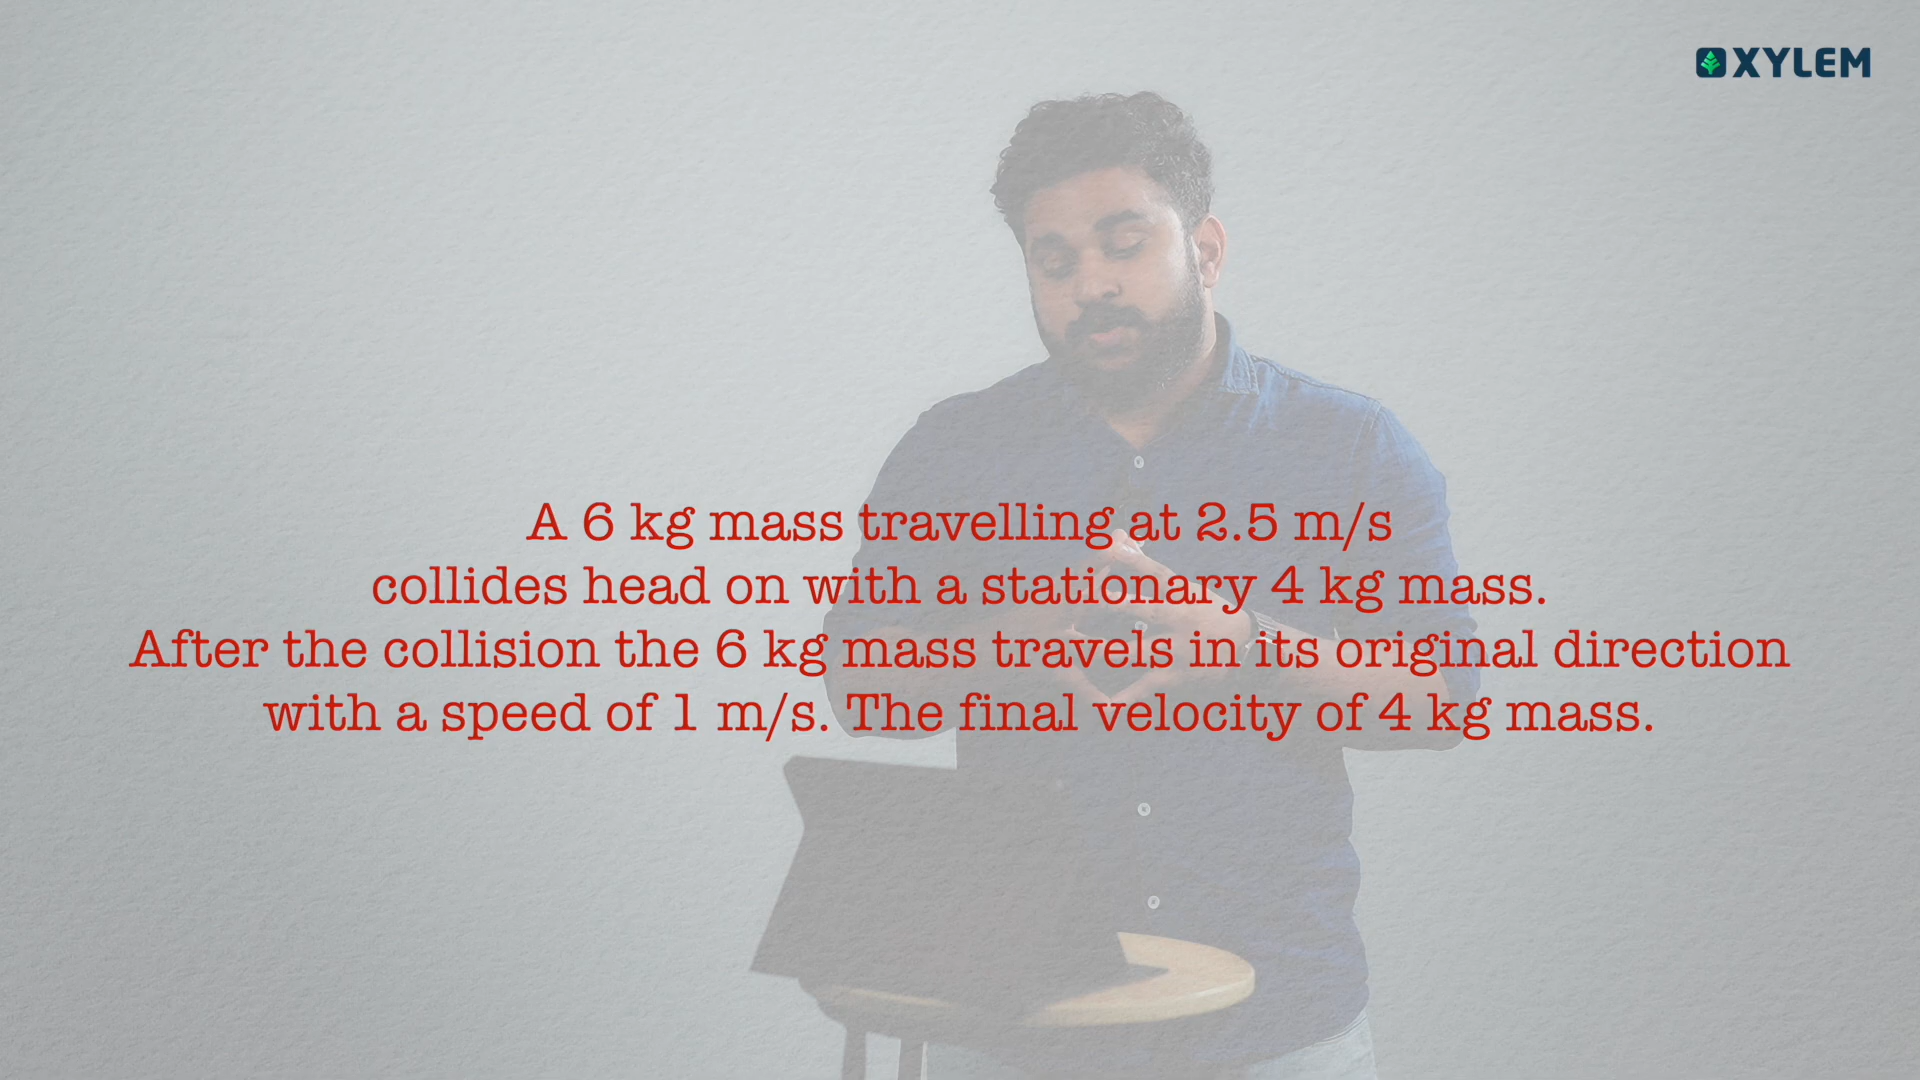 XYLEM
A 6 kg mass travelling at 2.5 m/s
collides head on with a stationary 4 kg mass.
After the collision the 6 kg mass travels in its original direction
with a speed of 1 m/s. The final velocity of 4 kg mass.